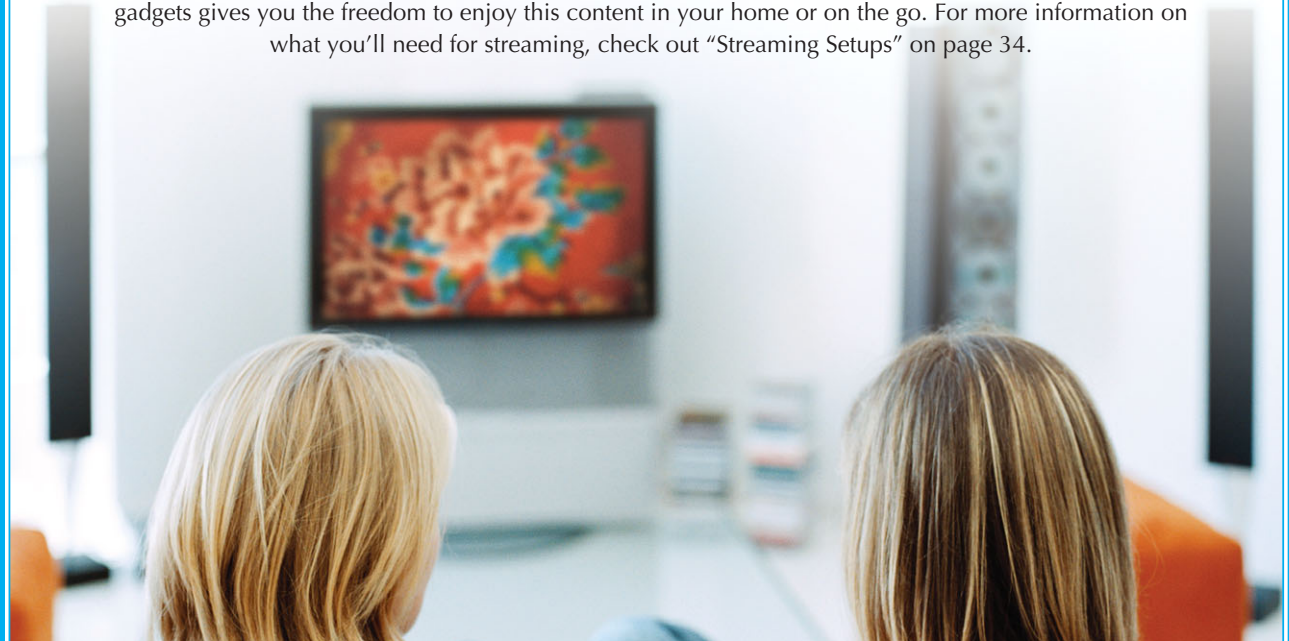 gadgets gives you the freedom to enjoy this content in your home or on the go. For more information on
what you’ll need for streaming, check out “Streaming Setups” on page 34.